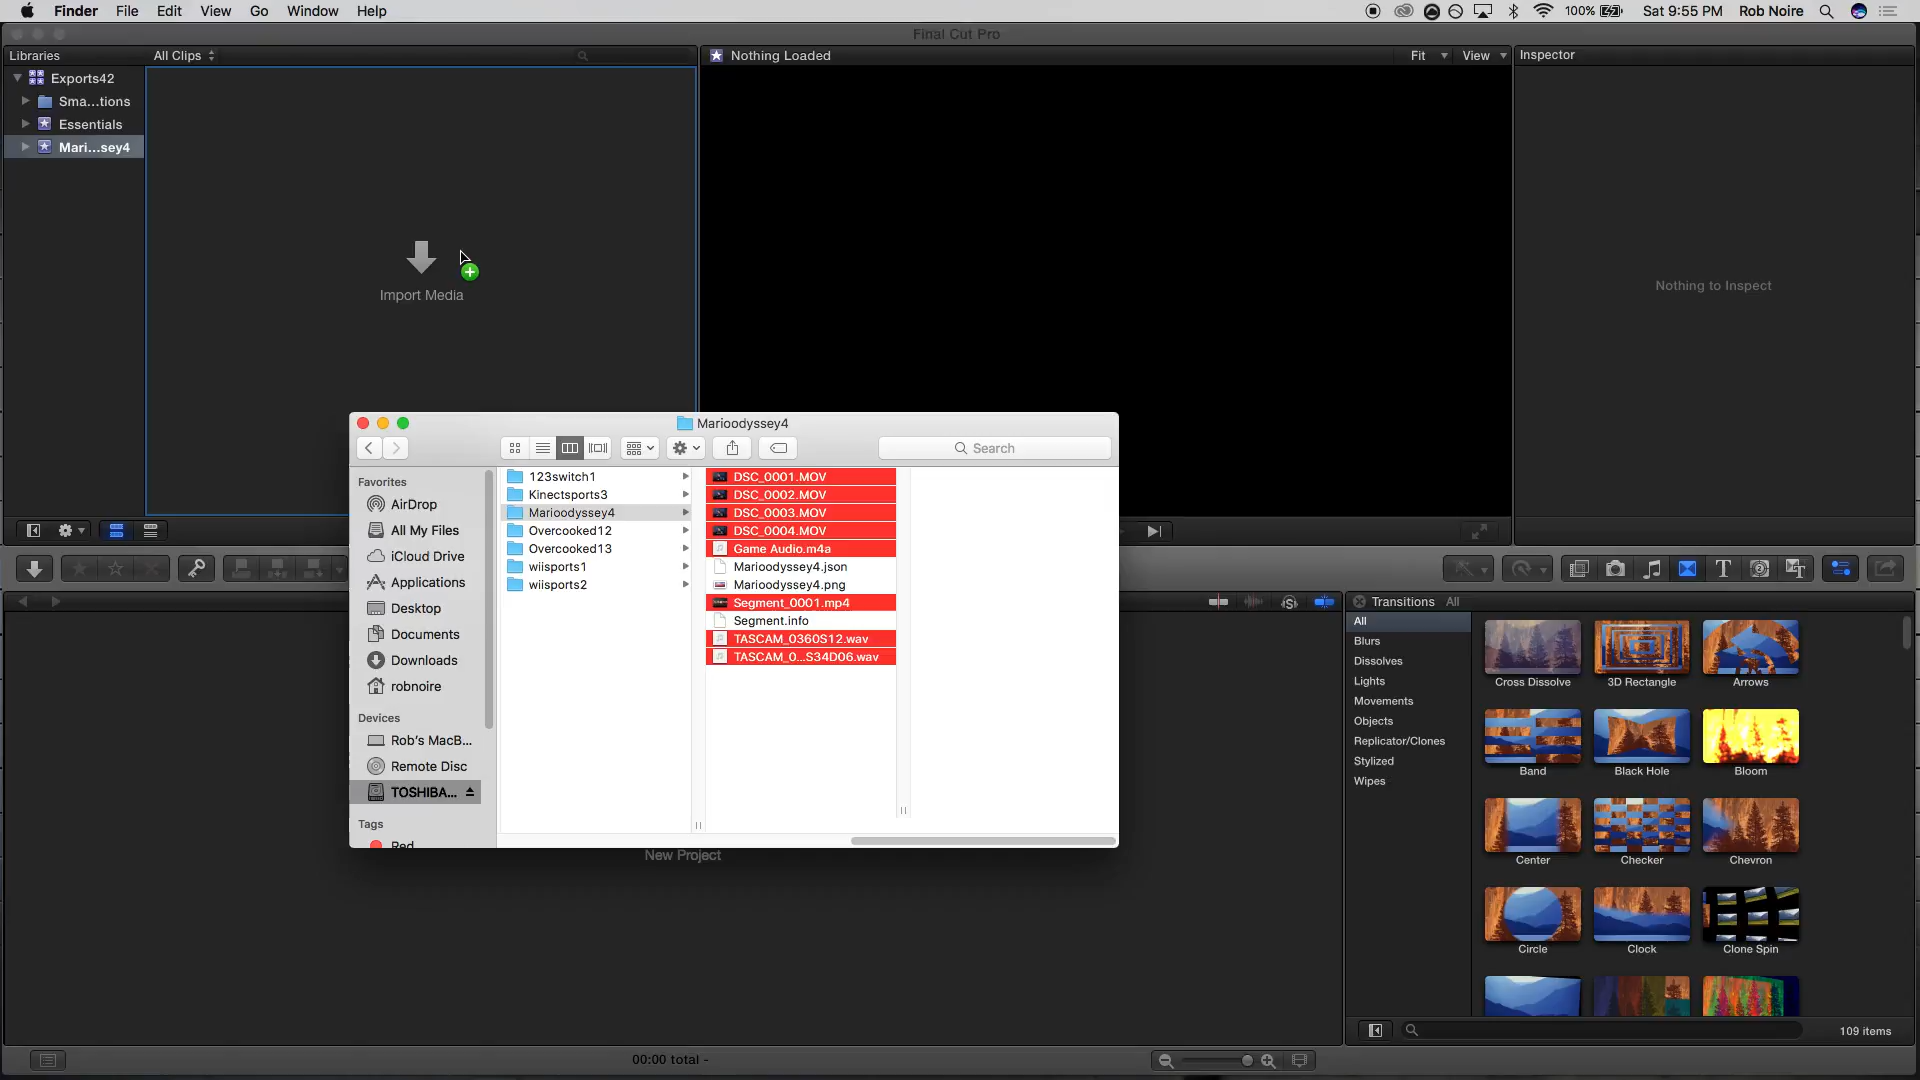 Finder File Edit View Go Window Help
100% Sat 9:55 PM Rob Noire
Final Cut Pro
Libraries
All Clips
Nothing Loaded
Fit
View
Inspector
Exports42
Sma...tions
Essentials
Mari...sey4
Import Media
Nothing to Inspect
Marioodyssey4
Search
Favorites
AirDrop
All My Files
iCloud Drive
Applications
Desktop
Documents
Downloads
robnoire
Devices
Rob's MacB...
Remote Disc
TOSHIBA...
Tags
Red
123switch1
Kinectsports3
Marioodyssey4
Overcooked12
Overcooked13
wiisports1
wiisports2
DSC_0001.MOV
DSC_0002.MOV
DSC_0003.MOV
DSC_0004.MOV
Game Audio.m4a
Marioodyssey4.json
Marioodyssey4.png
Segment_0001.mp4
Segment.info
TASCAM_0360S12.wav
TASCAM_0...S34D06.wav
New Project
00:00 total -
Transitions All
All
Blurs
Dissolves
Lights
Movements
Objects
Replicator/Clones
Stylized
Wipes
Cross Dissolve
3D Rectangle
Arrows
Band
Black Hole
Bloom
Center
Checker
Chevron
Circle
Clock
Clone Spin
109 items